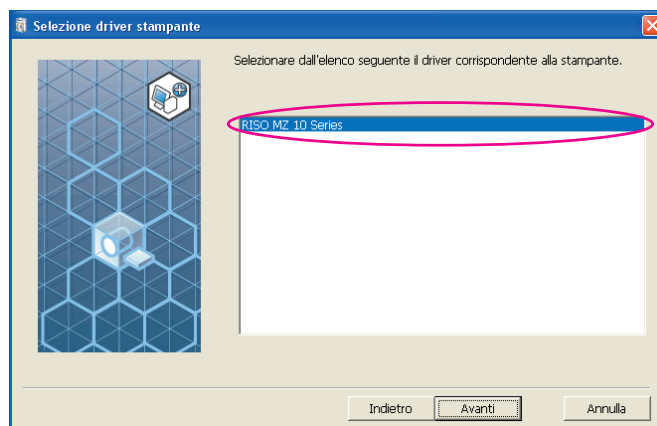 Selezione driver stampante
Selezionare dall'elenco seguente il driver corrispondente alla stampante.
RISO MZ 10 Series
Indietro
Avanti
Annulla